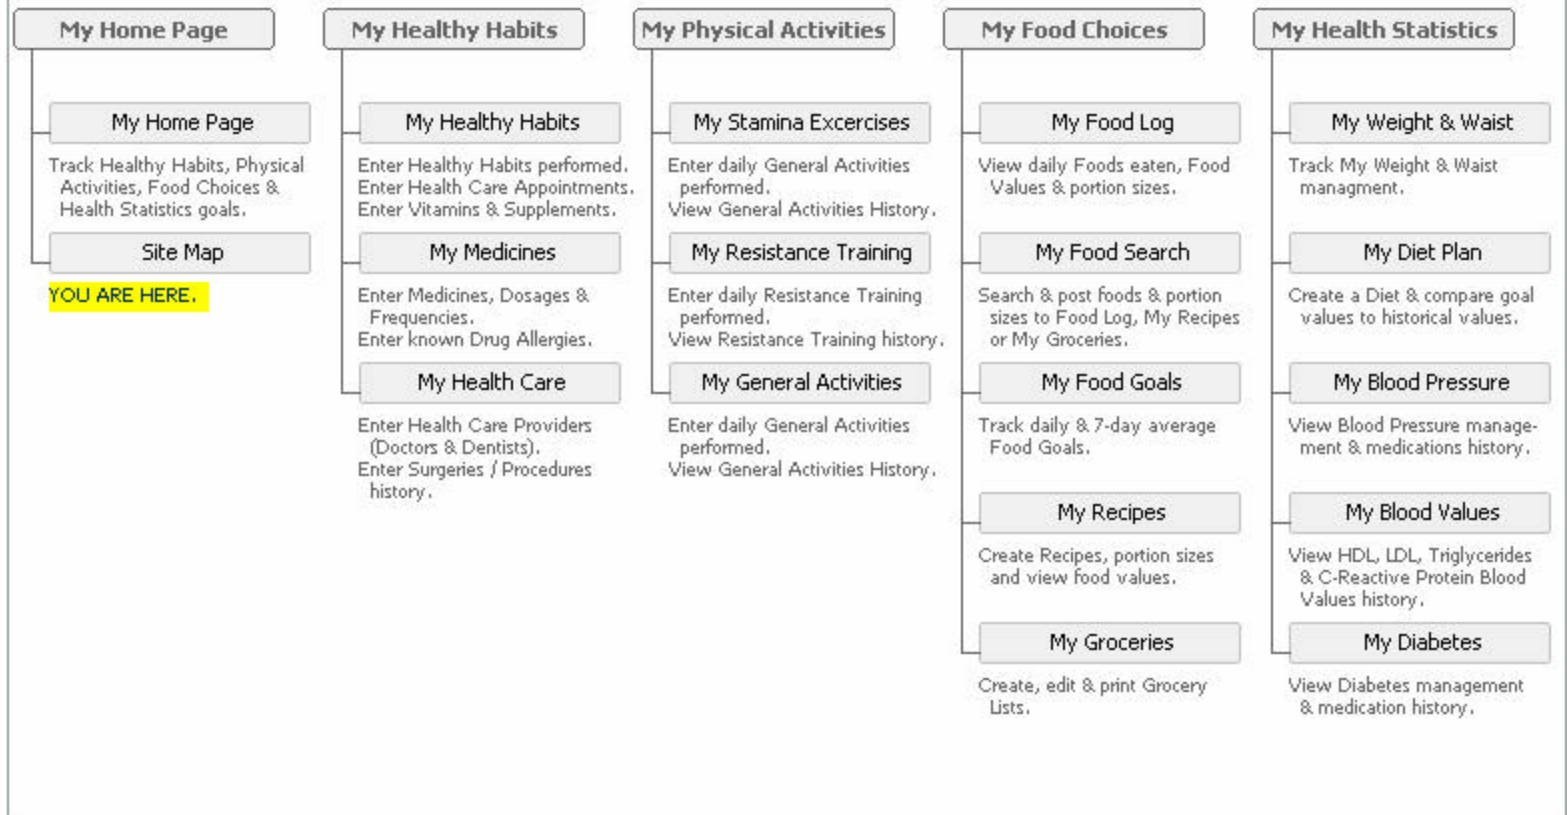 My Home Page
My Home Page
Track Healthy Habits, Physical
Activities, Food Choices &
Health Statistics goals.
Site Map
YOU ARE HERE.
My Healthy Habits
My Healthy Habits
Enter Healthy Habits performed.
Enter Health Care Appointments.
Enter Vitamins & Supplements.
My Medicines
Enter Medicines, Dosages &
Frequencies.
Enter known Drug Allergies.
My Health Care
Enter Health Care Providers
(Doctors & Dentists).
Enter Surgeries / Procedures
history.
My Physical Activities
My Stamina Excercises
Enter daily General Activities
performed.
View General Activities History.
My Resistance Training
Enter daily Resistance Training
performed.
View Resistance Training history.
My General Activities
Enter daily General Activities
performed.
View General Activities History.
My Food Choices
My Food Log
View daily Foods eaten, Food
Values & portion sizes.
My Food Search
Search & post foods & portion
sizes to Food Log, My Recipes
or My Groceries.
My Food Goals
Track daily & 7-day average
Food Goals.
My Recipes
Create Recipes, portion sizes
and view food values.
My Groceries
Create, edit & print Grocery
Lists.
My Health Statistics
My Weight & Waist
Track My Weight & Waist
managment.
My Diet Plan
Create a Diet & compare goal
values to historical values.
My Blood Pressure
View Blood Pressure manage-
ment & medications history.
My Blood Values
View HDL, LDL, Triglycerides
& C-Reactive Protein Blood
Values history.
My Diabetes
View Diabetes management
& medication history.